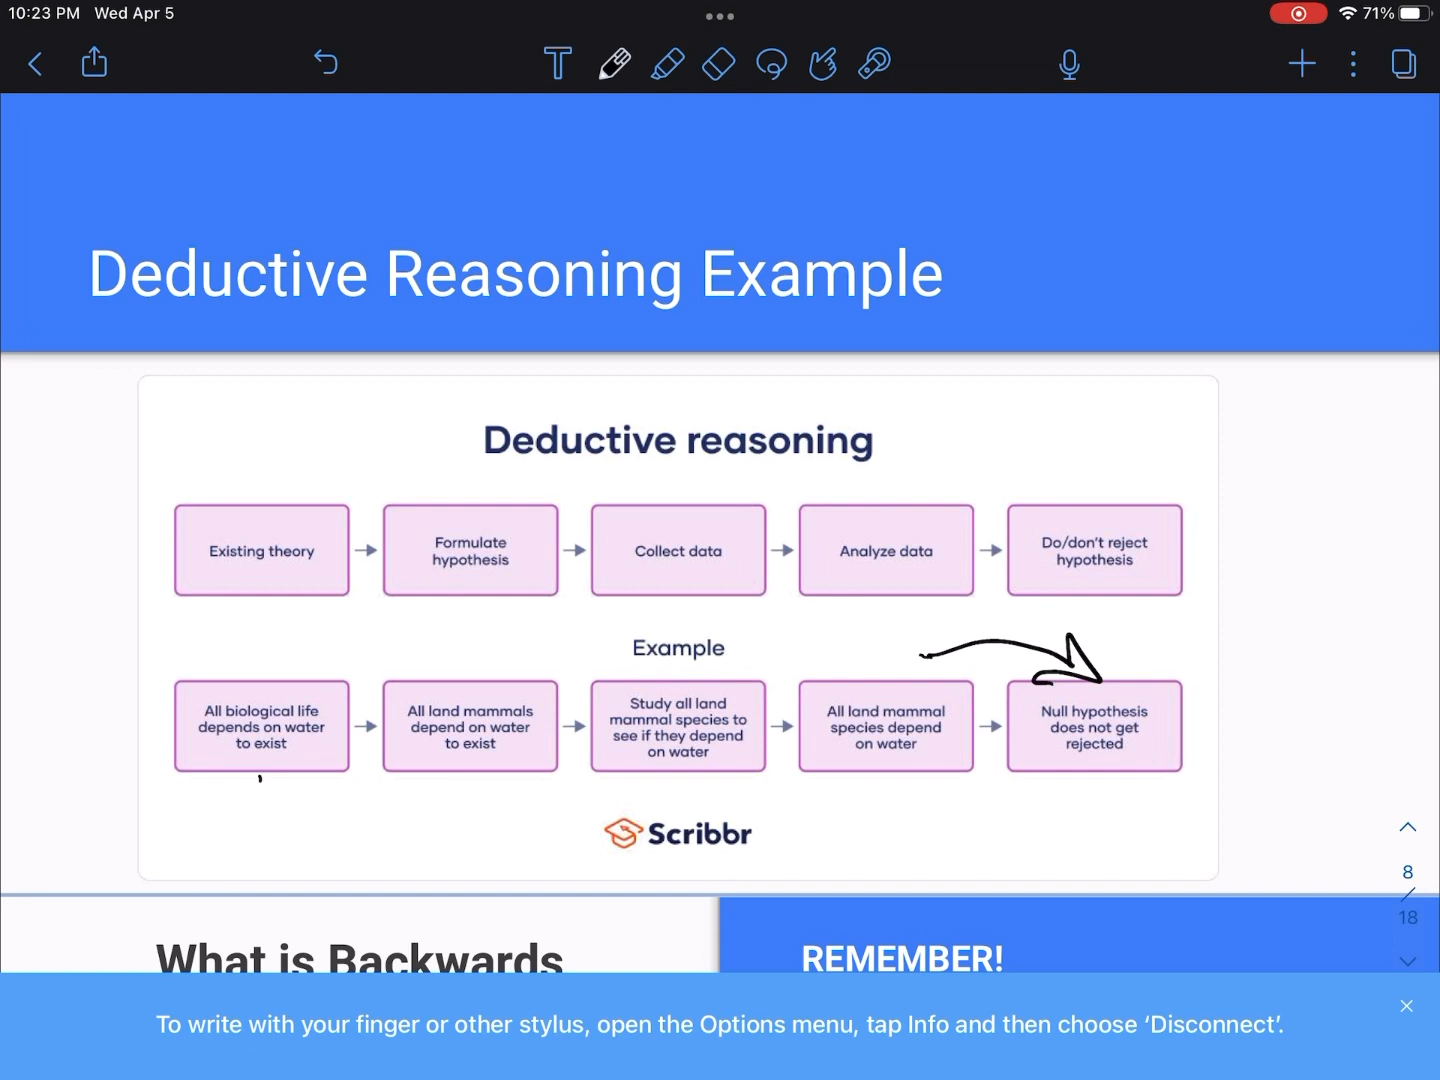 10:23 PM Wed Apr 5
71%
Deductive Reasoning Example
Deductive reasoning
Existing theory
Formulate
hypothesis
Collect data
Analyze data
Do/don't reject
hypothesis
Example
All biological life
depends on water
to exist
All land mammals
depend on water
to exist
Study all land
mammal species to
see if they depend
on water
All land mammal
species depend
on water
Null hypothesis
does not get
rejected
Scribbr
8
/
18
What is Backwards
REMEMBER!
To write with your finger or other stylus, open the Options menu, tap Info and then choose ‘Disconnect’.